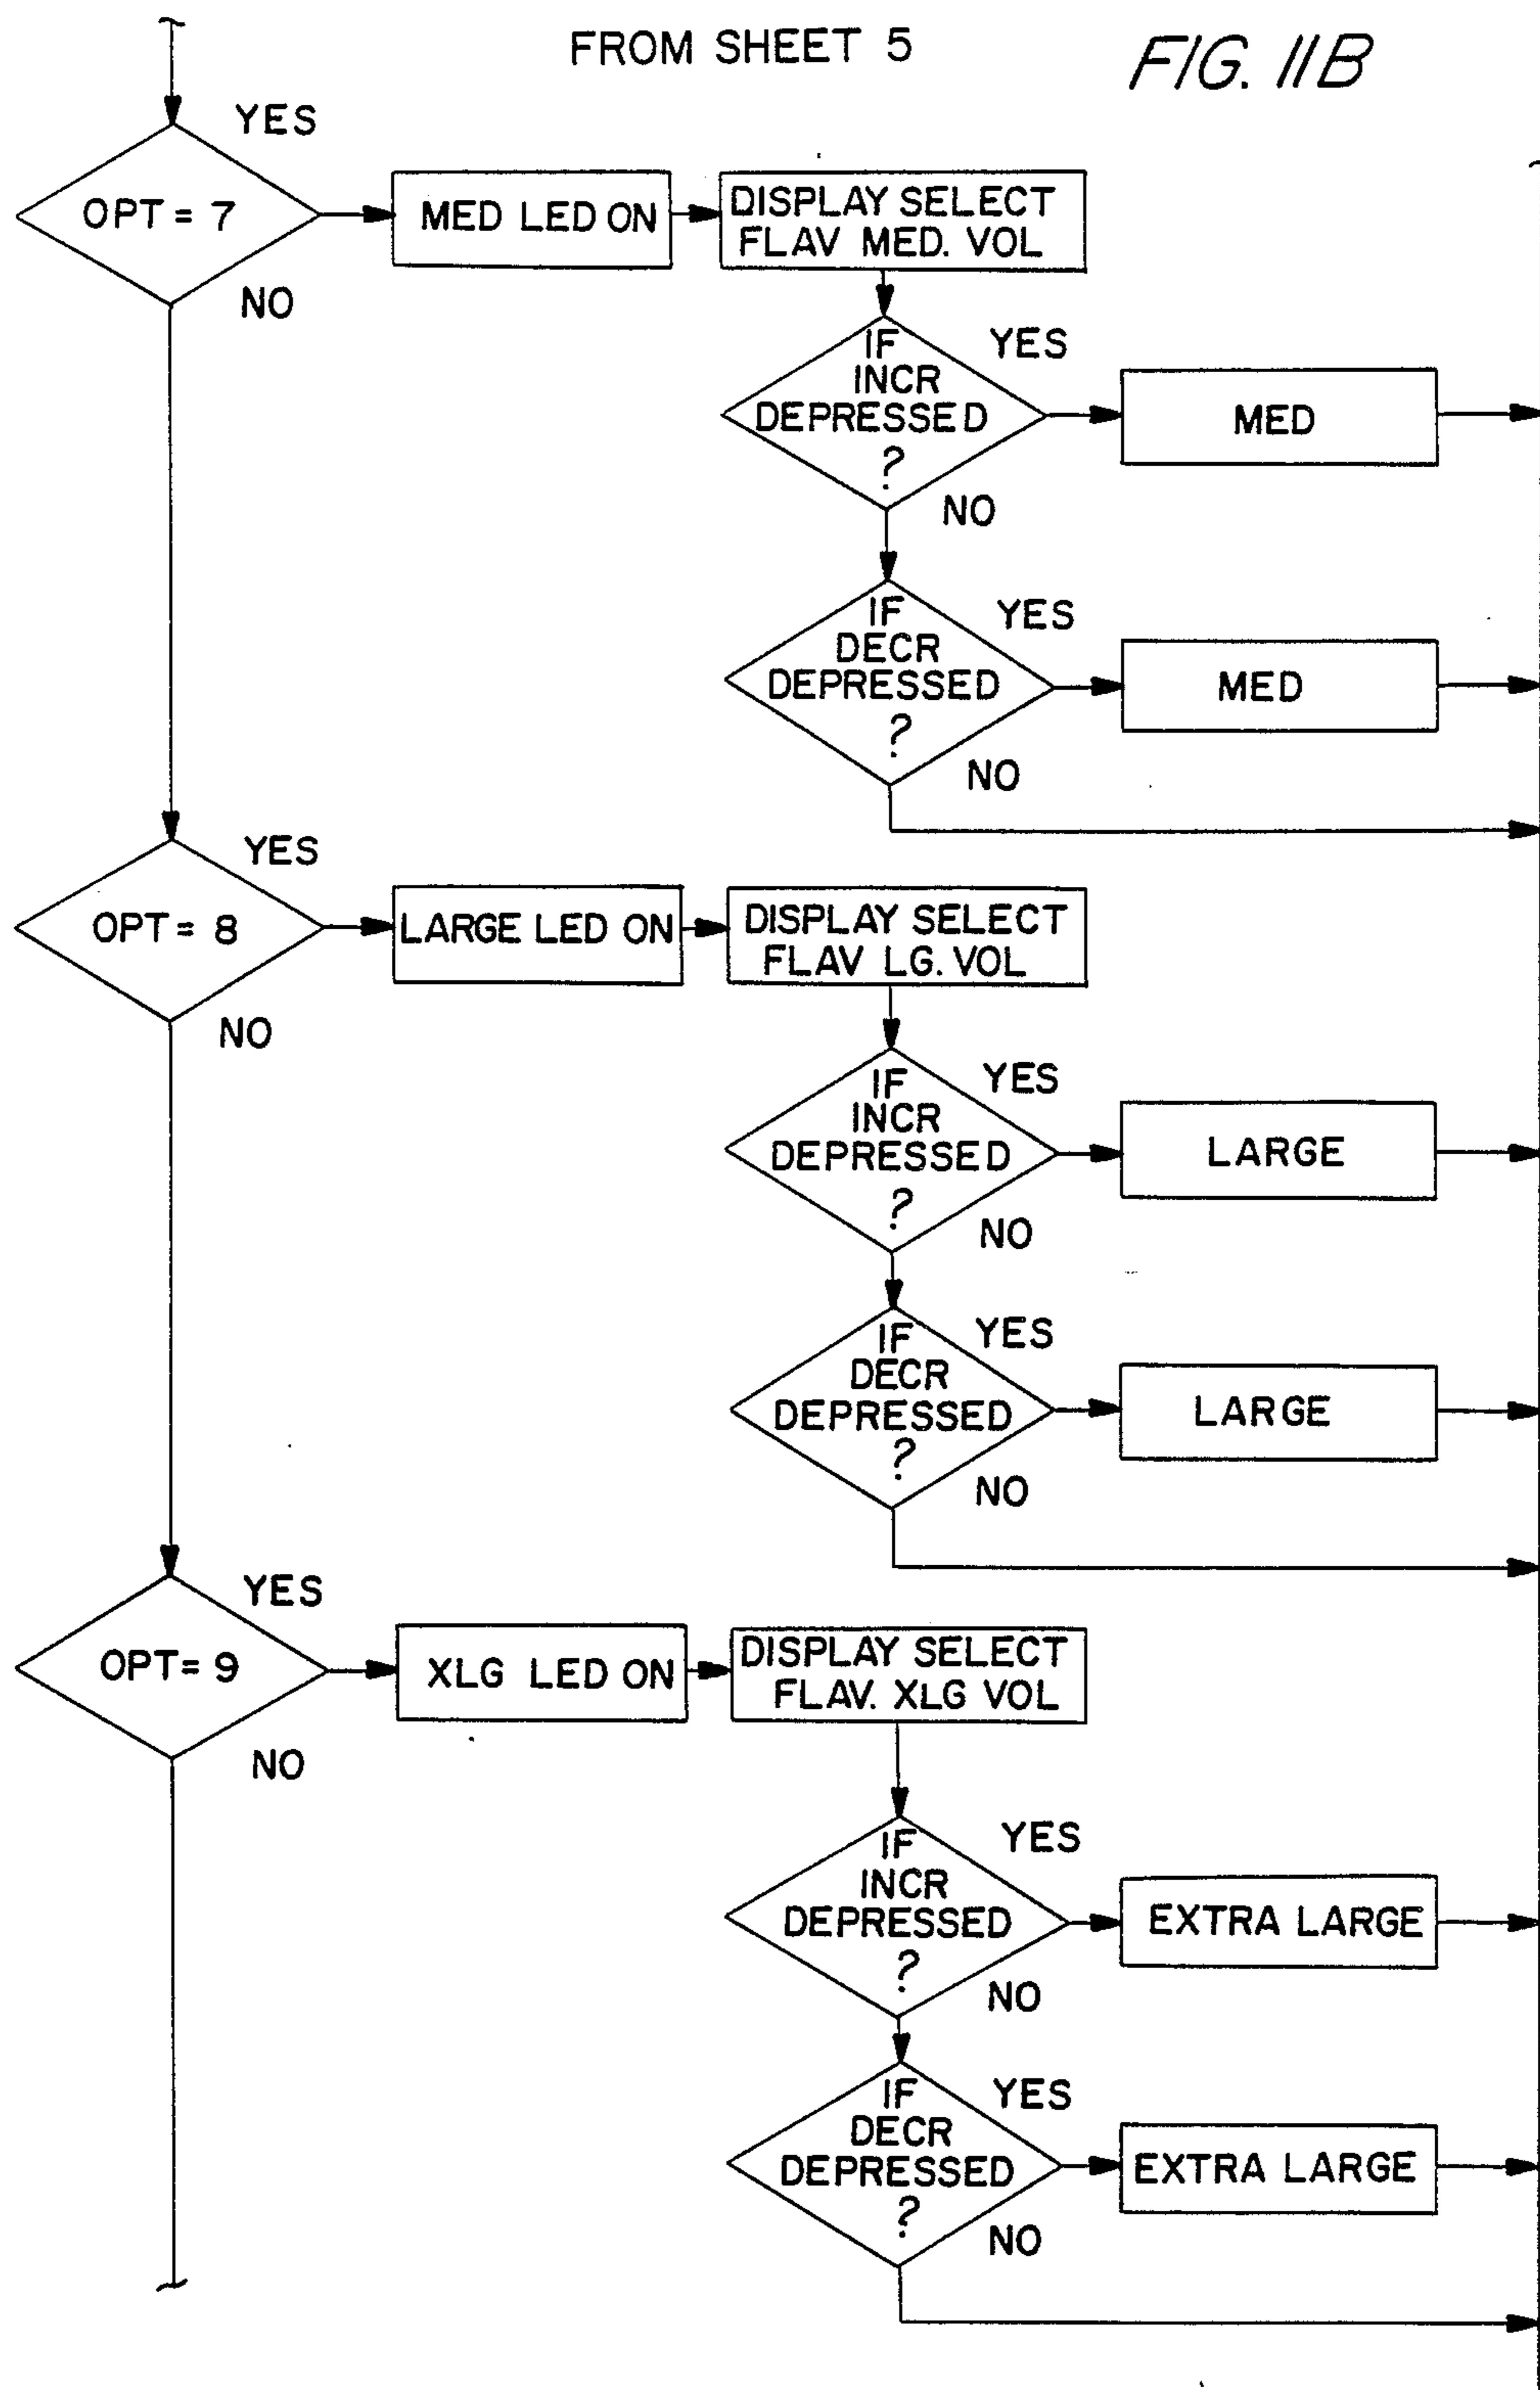 FROM SHEET 5
FIG. 11B
YES
OPT = 7
NO
MED LED ON
DISPLAY SELECT
FLAV MED. VOL
IF
INCR
DEPRESSED
?
YES
NO
MED
IF
DECR
DEPRESSED
?
YES
NO
MED
YES
OPT = 8
NO
LARGE LED ON
DISPLAY SELECT
FLAV LG. VOL
IF
INCR
DEPRESSED
?
YES
NO
LARGE
IF
DECR
DEPRESSED
?
YES
NO
LARGE
YES
OPT = 9
NO
XLG LED ON
DISPLAY SELECT
FLAV. XLG VOL
IF
INCR
DEPRESSED
?
YES
NO
EXTRA LARGE
IF
DECR
DEPRESSED
?
YES
NO
EXTRA LARGE